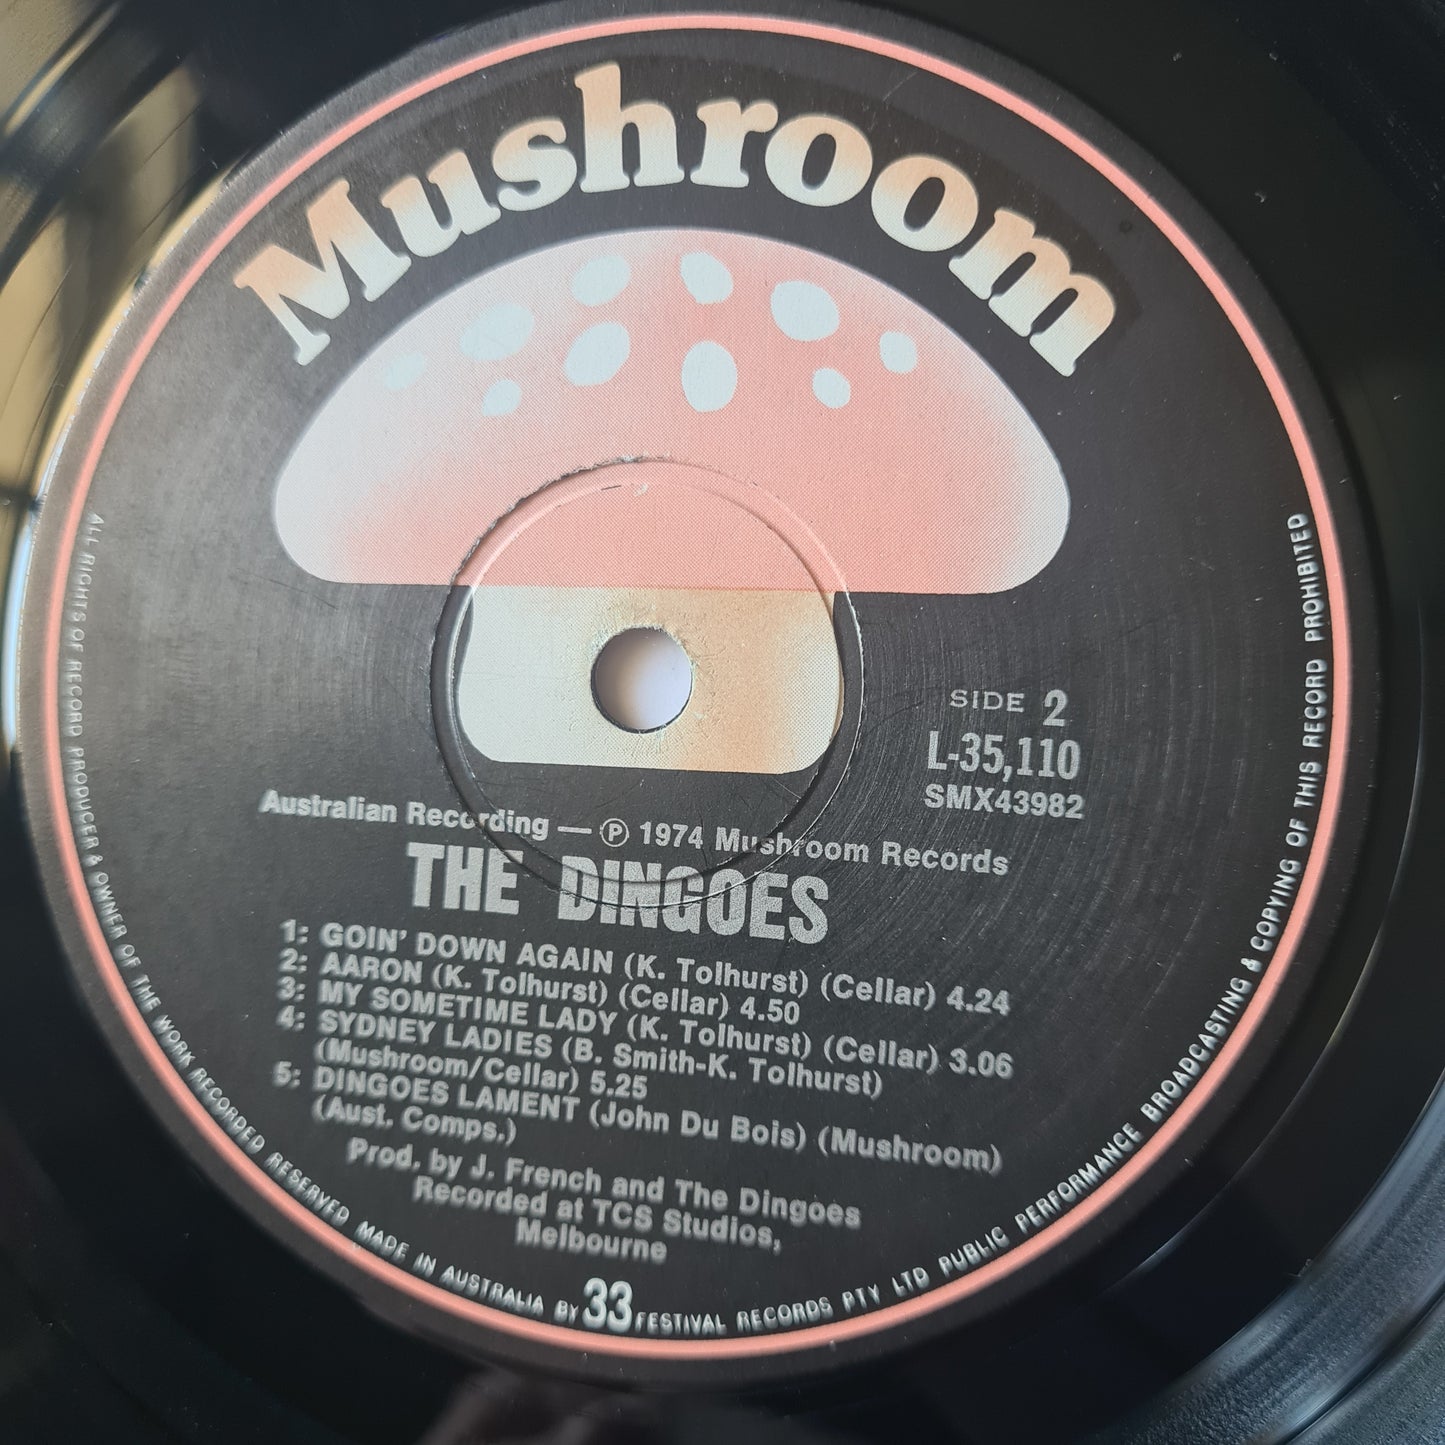 Mushroom
SIDE 2
L-35,110
SMX43982
Australian Recording — ℗ 1974 Mushroom Records
THE DINGOES
1: GOIN' DOWN AGAIN (K. Tolhurst) (Cellar) 4.24
2: AARON (K. Tolhurst) (Cellar) 4.50
3: MY SOMETIME LADY (K. Tolhurst) (Cellar) 3.06
4: SYDNEY LADIES (B. Smith-K. Tolhurst)
(Mushroom/Cellar) 5.25
5: DINGOES LAMENT (John Du Bois) (Mushroom)
(Aust. Comps.)
Prod. by J. French and The Dingoes
Recorded at TCS Studios,
Melbourne
33
ALL RIGHTS OF RECORD PRODUCER & OWNER OF THE WORK RECORDED RESERVED MADE IN AUSTRALIA BY FESTIVAL RECORDS PTY LTD PUBLIC PERFORMANCE BROADCASTING & COPYING OF THIS RECORD PROHIBITED